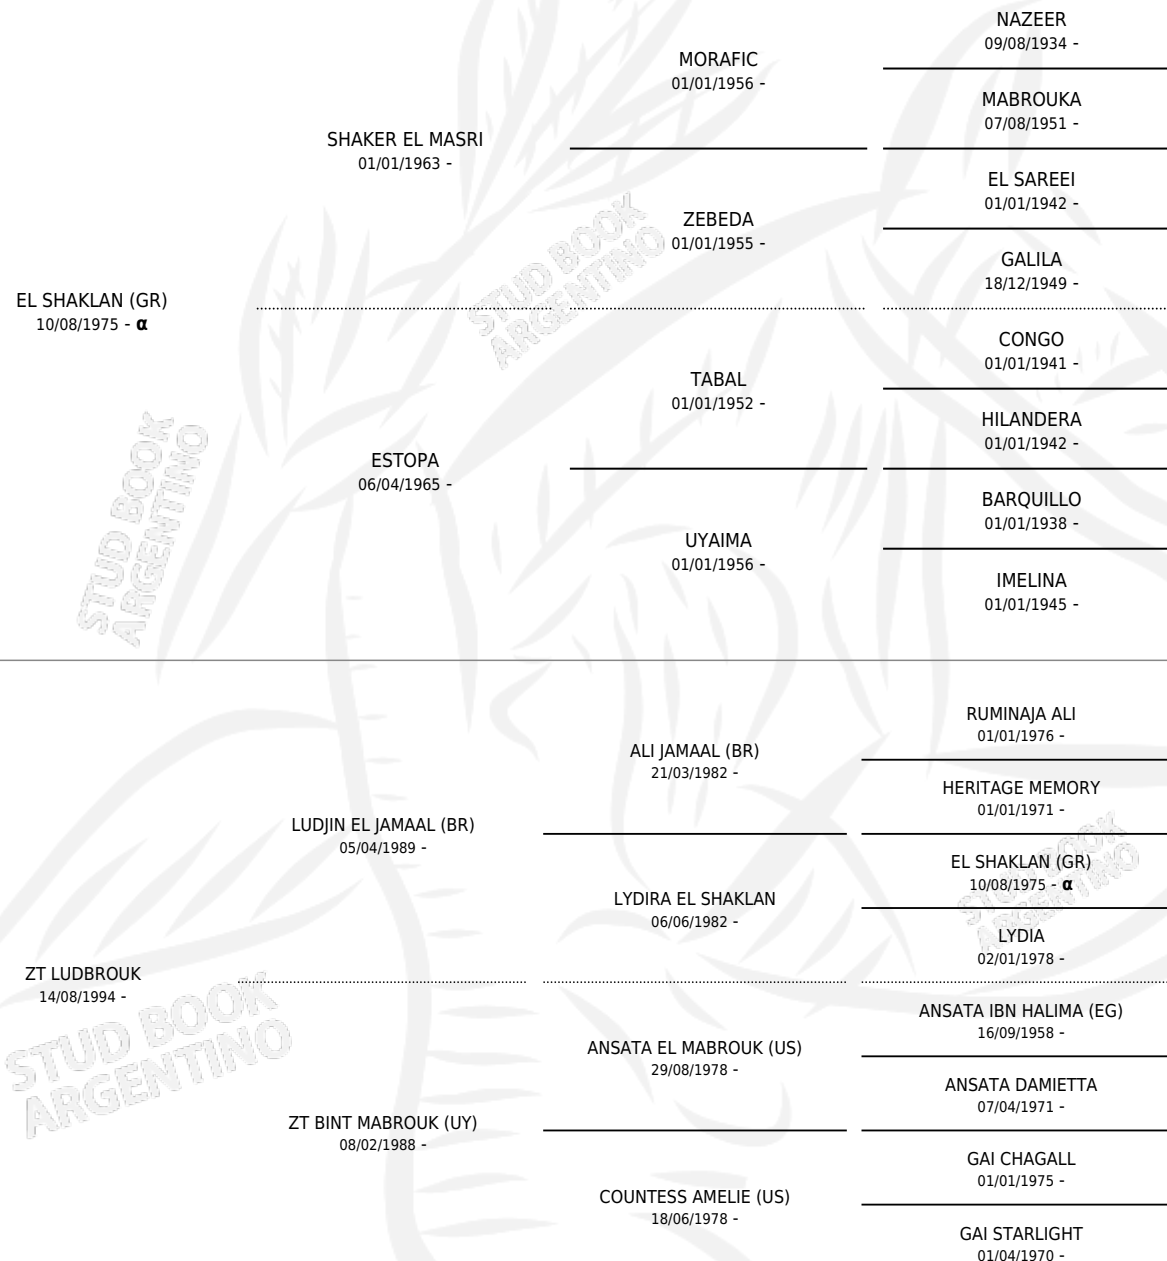 NAZEER
09/08/1934 -
MORAFIC
01/01/1956 -
MABROUKA
07/08/1951 -
SHAKER EL MASRI
01/01/1963 -
EL SAREEI
01/01/1942 -
ZEBEDA
01/01/1955 -
GALILA
18/12/1949 -
EL SHAKLAN (GR)
10/08/1975 - α
CONGO
01/01/1941 -
TABAL
01/01/1952 -
HILANDERA
01/01/1942 -
ESTOPA
06/04/1965 -
BARQUILLO
01/01/1938 -
UYAIMA
01/01/1956 -
IMELINA
01/01/1945 -
STUD BOOK
ARGENTINO
STUD BOOK
ARGENTINO
RUMINAJA ALI
01/01/1976 -
ALI JAMAAL (BR)
21/03/1982 -
HERITAGE MEMORY
01/01/1971 -
LUDJIN EL JAMAAL (BR)
05/04/1989 -
EL SHAKLAN (GR)
10/08/1975 - α
LYDIRA EL SHAKLAN
06/06/1982 -
LYDIA
02/01/1978 -
STUD BOOK
ARGENTINO
ZT LUDBROUK
14/08/1994 -
ANSATA IBN HALIMA (EG)
16/09/1958 -
ANSATA EL MABROUK (US)
29/08/1978 -
ANSATA DAMIETTA
07/04/1971 -
ZT BINT MABROUK (UY)
08/02/1988 -
GAI CHAGALL
01/01/1975 -
COUNTESS AMELIE (US)
18/06/1978 -
GAI STARLIGHT
01/04/1970 -
STUD BOOK
ARGENTINO